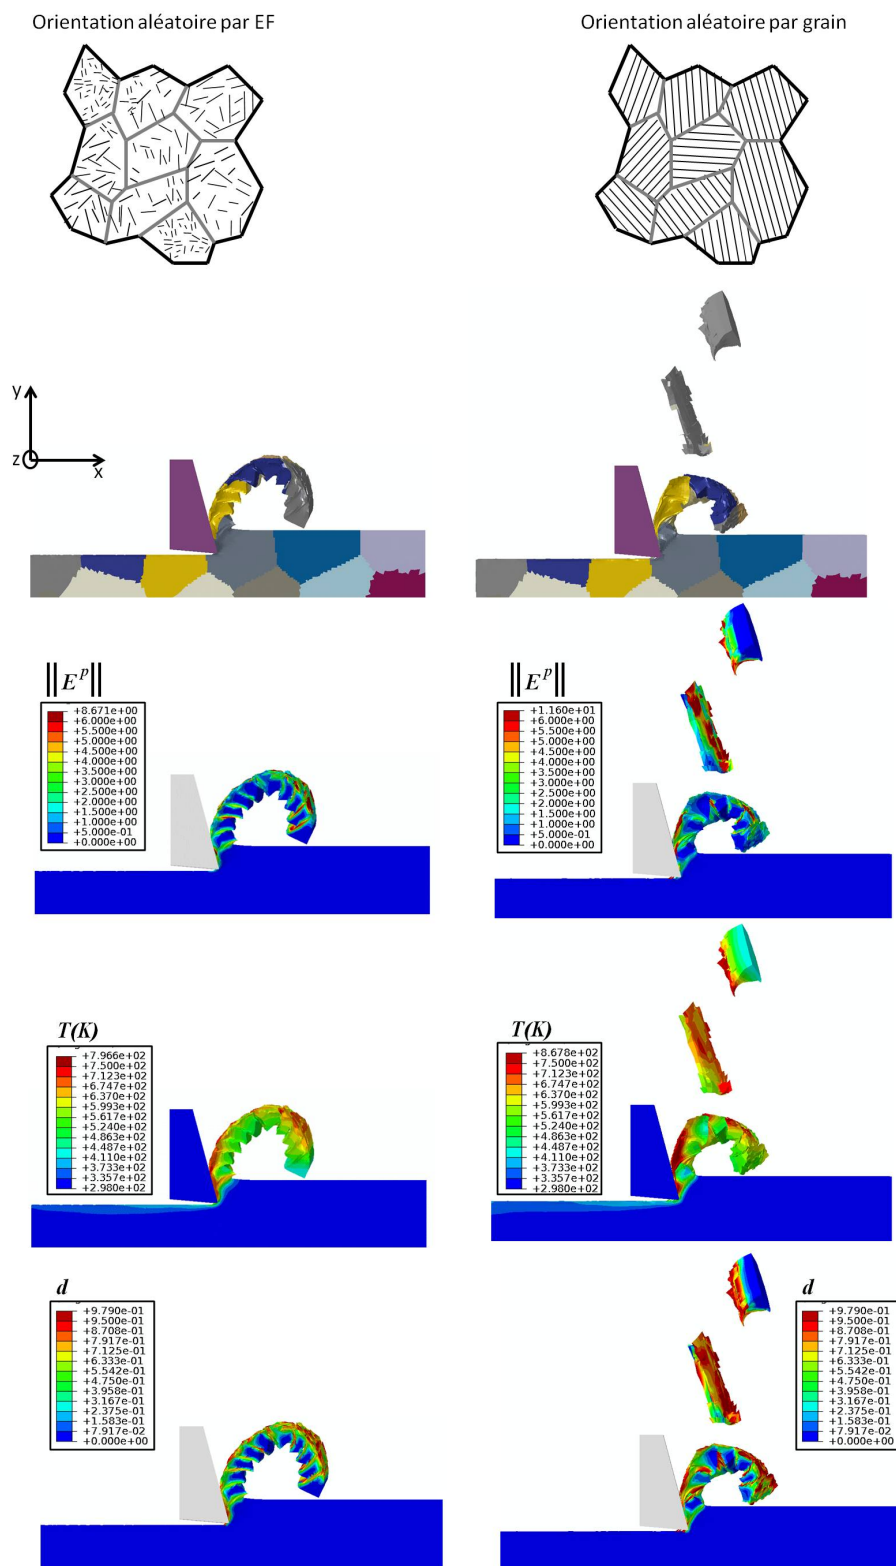 Orientation aléatoire par EF
Orientation aléatoire par grain
y
z
x
||E^p||
+8.671e+00
+6.000e+00
+5.500e+00
+5.000e+00
+4.500e+00
+4.000e+00
+3.500e+00
+3.000e+00
+2.500e+00
+2.000e+00
+1.500e+00
+1.000e+00
+5.000e-01
+0.000e+00
||E^p||
+1.160e+01
+6.000e+00
+5.500e+00
+5.000e+00
+4.500e+00
+4.000e+00
+3.500e+00
+3.000e+00
+2.500e+00
+2.000e+00
+1.500e+00
+1.000e+00
+5.000e-01
+0.000e+00
T(K)
+7.966e+02
+7.500e+02
+7.123e+02
+6.747e+02
+6.370e+02
+5.993e+02
+5.617e+02
+5.240e+02
+4.863e+02
+4.487e+02
+4.110e+02
+3.733e+02
+3.357e+02
+2.980e+02
T(K)
+8.678e+02
+7.500e+02
+7.123e+02
+6.747e+02
+6.370e+02
+5.993e+02
+5.617e+02
+5.240e+02
+4.863e+02
+4.487e+02
+4.110e+02
+3.733e+02
+3.357e+02
+2.980e+02
d
+9.790e-01
+9.500e-01
+8.708e-01
+7.917e-01
+7.125e-01
+6.333e-01
+5.542e-01
+4.750e-01
+3.958e-01
+3.167e-01
+2.375e-01
+1.583e-01
+7.917e-02
+0.000e+00
d
+9.790e-01
+9.500e-01
+8.708e-01
+7.917e-01
+7.125e-01
+6.333e-01
+5.542e-01
+4.750e-01
+3.958e-01
+3.167e-01
+2.375e-01
+1.583e-01
+7.917e-02
+0.000e+00